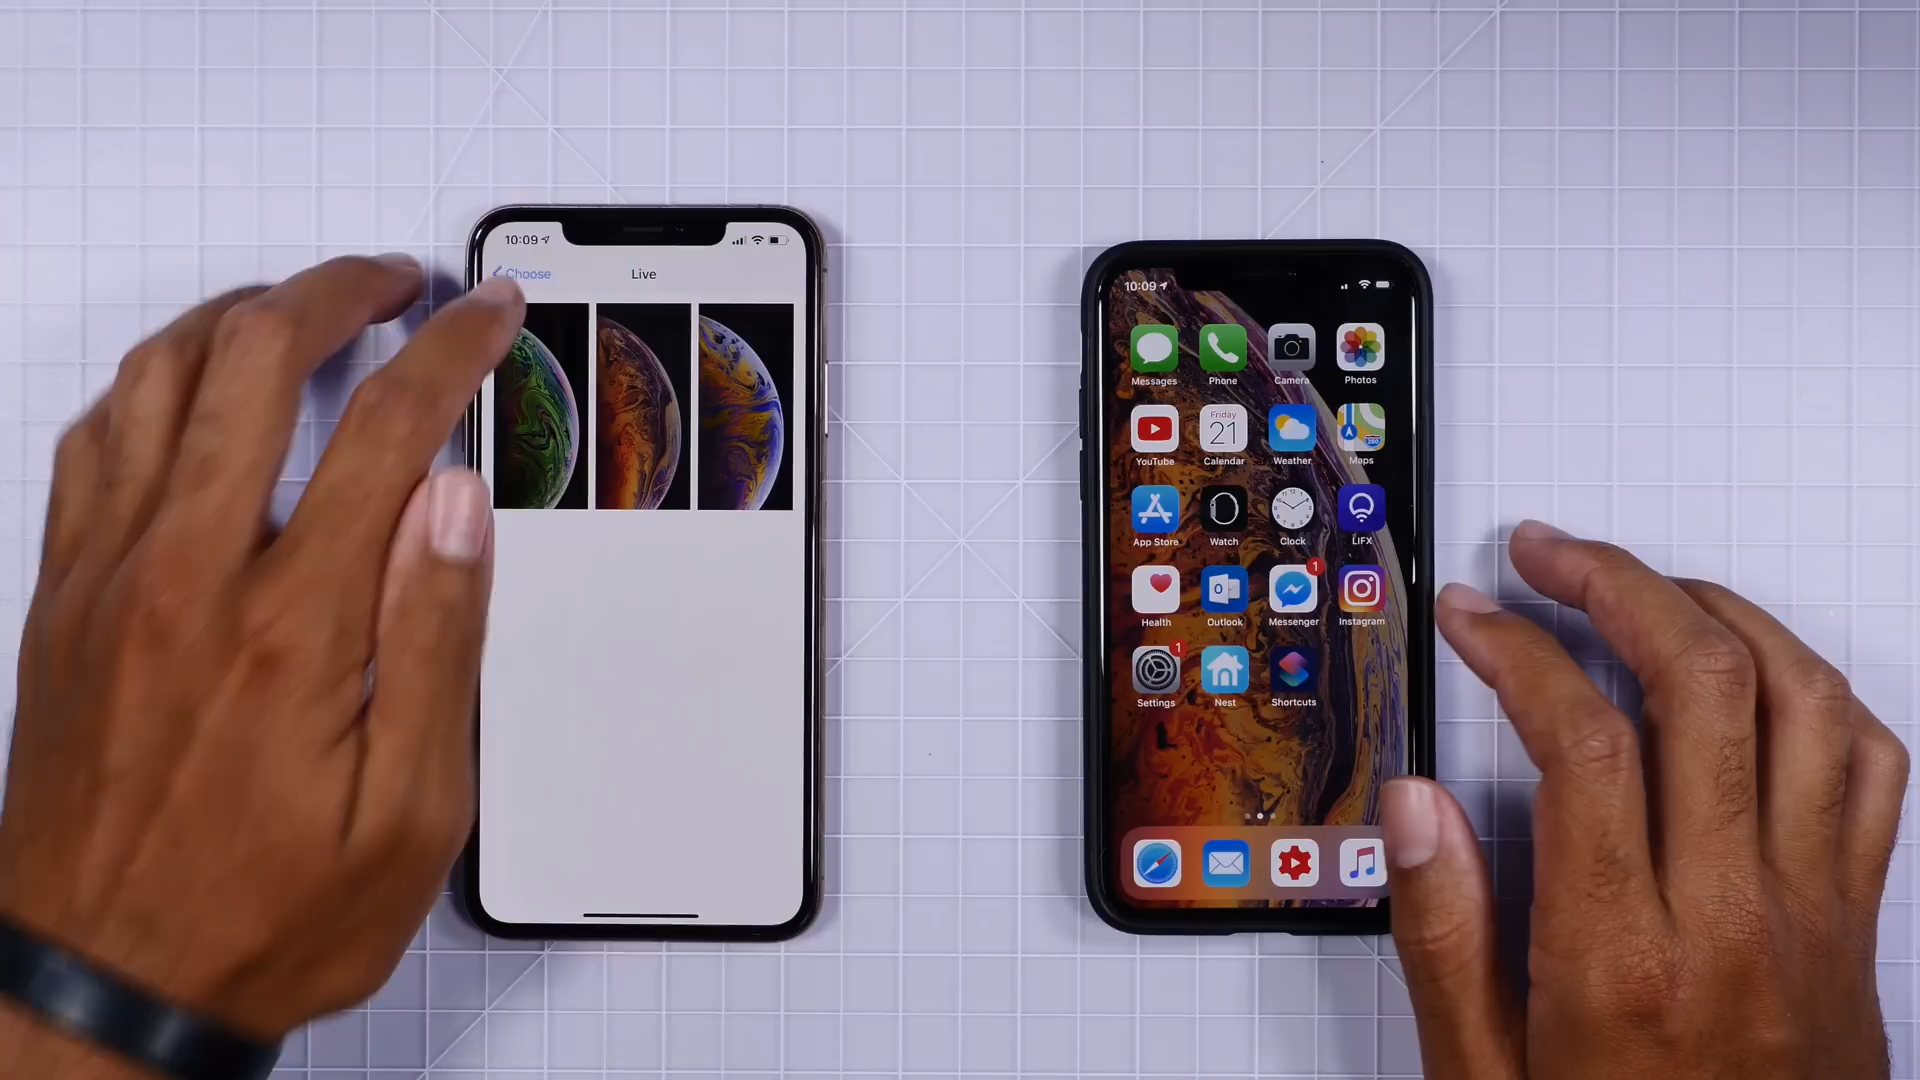 10:09
Choose
Live
10:09
Messages
Phone
Camera
Photos
Friday
21
YouTube
Calendar
Weather
Maps
280
App Store
Watch
Clock
LIFX
1
Health
Outlook
Messenger
Instagram
1
Settings
Nest
Shortcuts